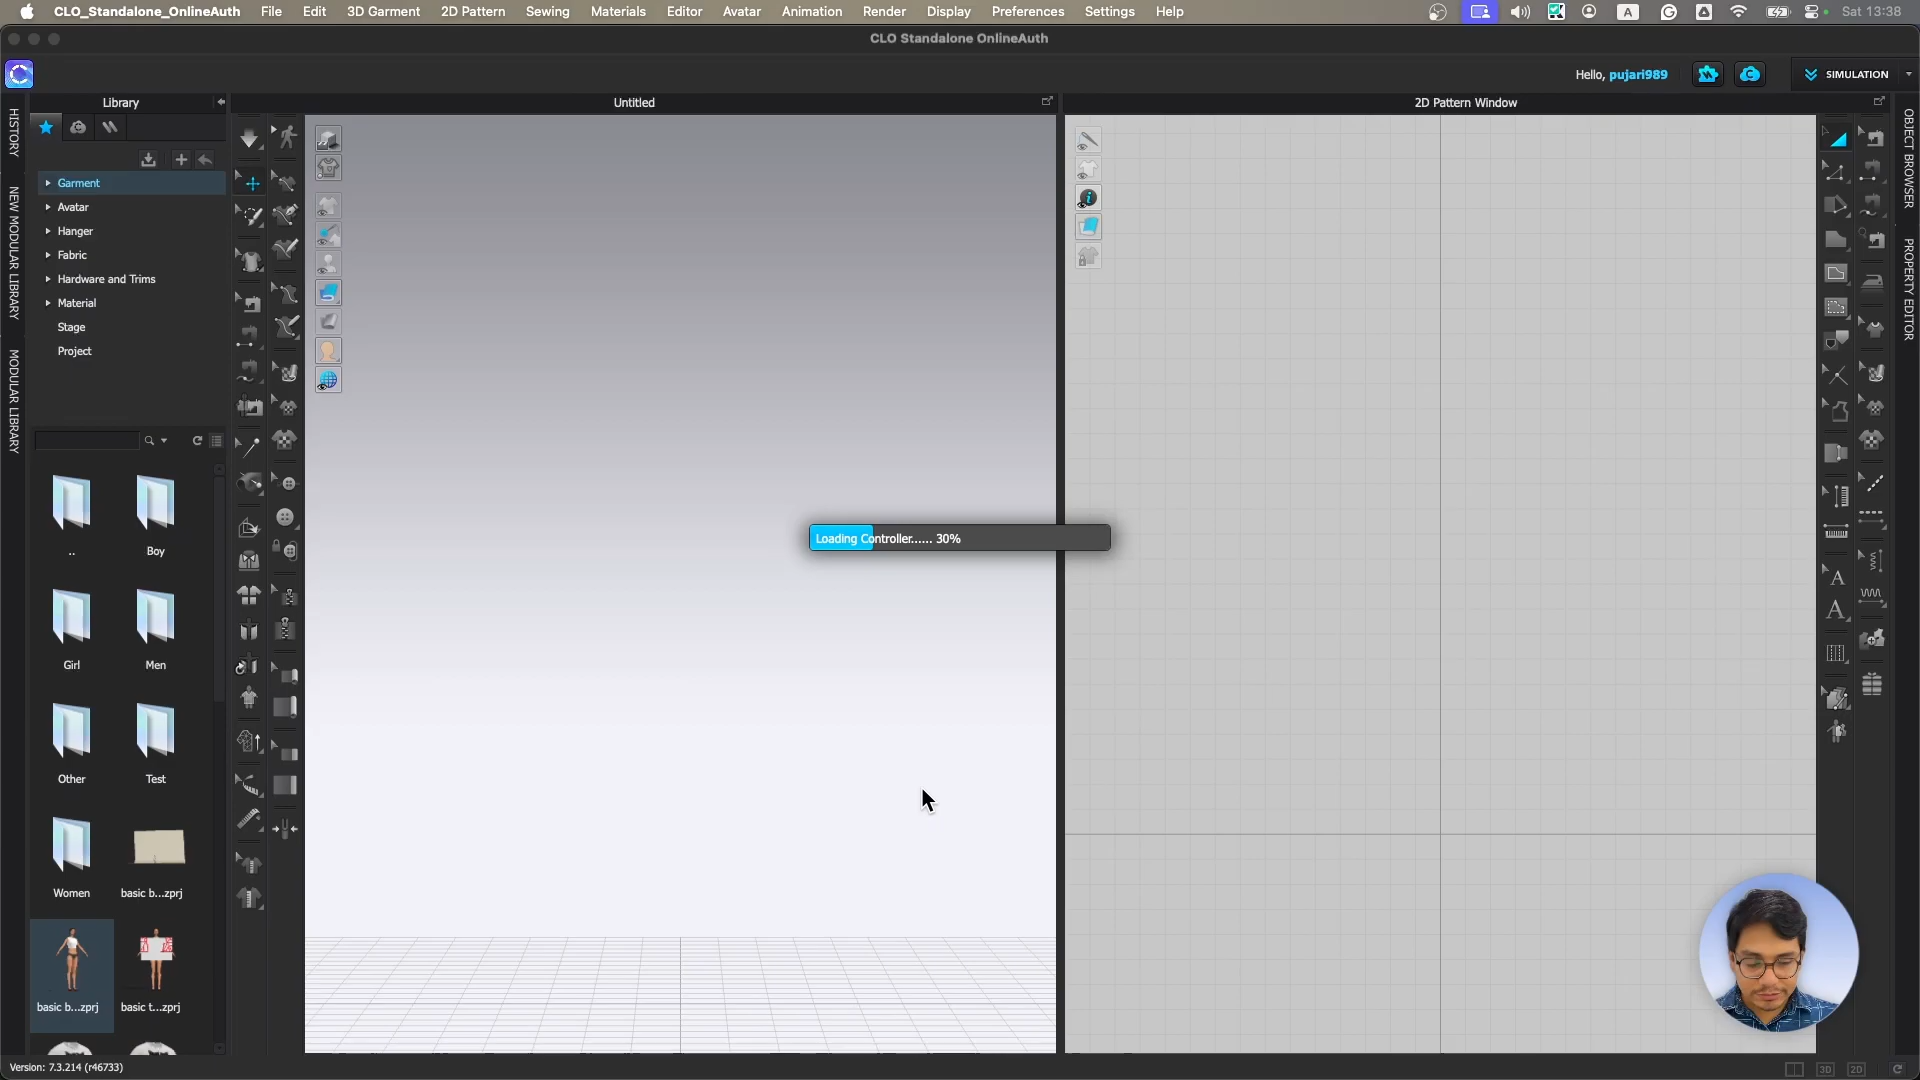 CLO_Standalone_OnlineAuth File Edit 3D Garment 2D Pattern Sewing Materials Editor Avatar Animation Render Display Preferences Settings Help A Sat 13:38
CLO Standalone OnlineAuth
Hello, pujari989 SIMULATION
Library Untitled 2D Pattern Window
HISTORY
NEW MODULAR LIBRARY
MODULAR LIBRARY
OBJECT BROWSER
PROPERTY EDITOR
Garment
Avatar
Hanger
Fabric
Hardware and Trims
Material
Stage
Project
Loading Controller...... 30%
.. Boy
Girl Men
Other Test
Women basic b...zprj
basic b...zprj basic t...zprj
A
A
Version: 7.3.214 (r46733)
3D 2D